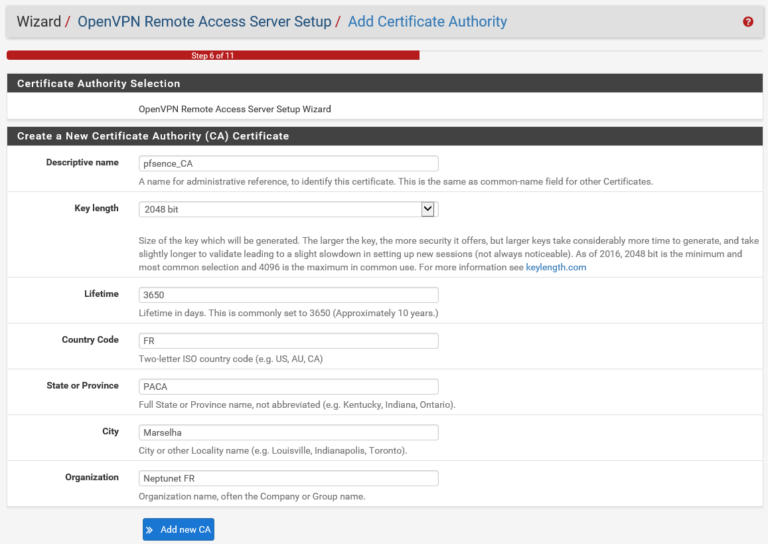 Wizard / OpenVPN Remote Access Server Setup / Add Certificate Authority
Step 6 of 11
Certificate Authority Selection
OpenVPN Remote Access Server Setup Wizard
Create a New Certificate Authority (CA) Certificate
Descriptive name pfsence_CA
A name for administrative reference, to identify this certificate. This is the same as common-name field for other Certificates.
Key length 2048 bit
Size of the key which will be generated. The larger the key, the more security it offers, but larger keys take considerably more time to generate, and take
slightly longer to validate leading to a slight slowdown in setting up new sessions (not always noticeable). As of 2016, 2048 bit is the minimum and
most common selection and 4096 is the maximum in common use. For more information see keylength.com
Lifetime 3650
Lifetime in days. This is commonly set to 3650 (Approximately 10 years.)
Country Code FR
Two-letter ISO country code (e.g. US, AU, CA)
State or Province PACA
Full State or Province name, not abbreviated (e.g. Kentucky, Indiana, Ontario).
City Marselha
City or other Locality name (e.g. Louisville, Indianapolis, Toronto).
Organization Neptunet FR
Organization name, often the Company or Group name.
» Add new CA